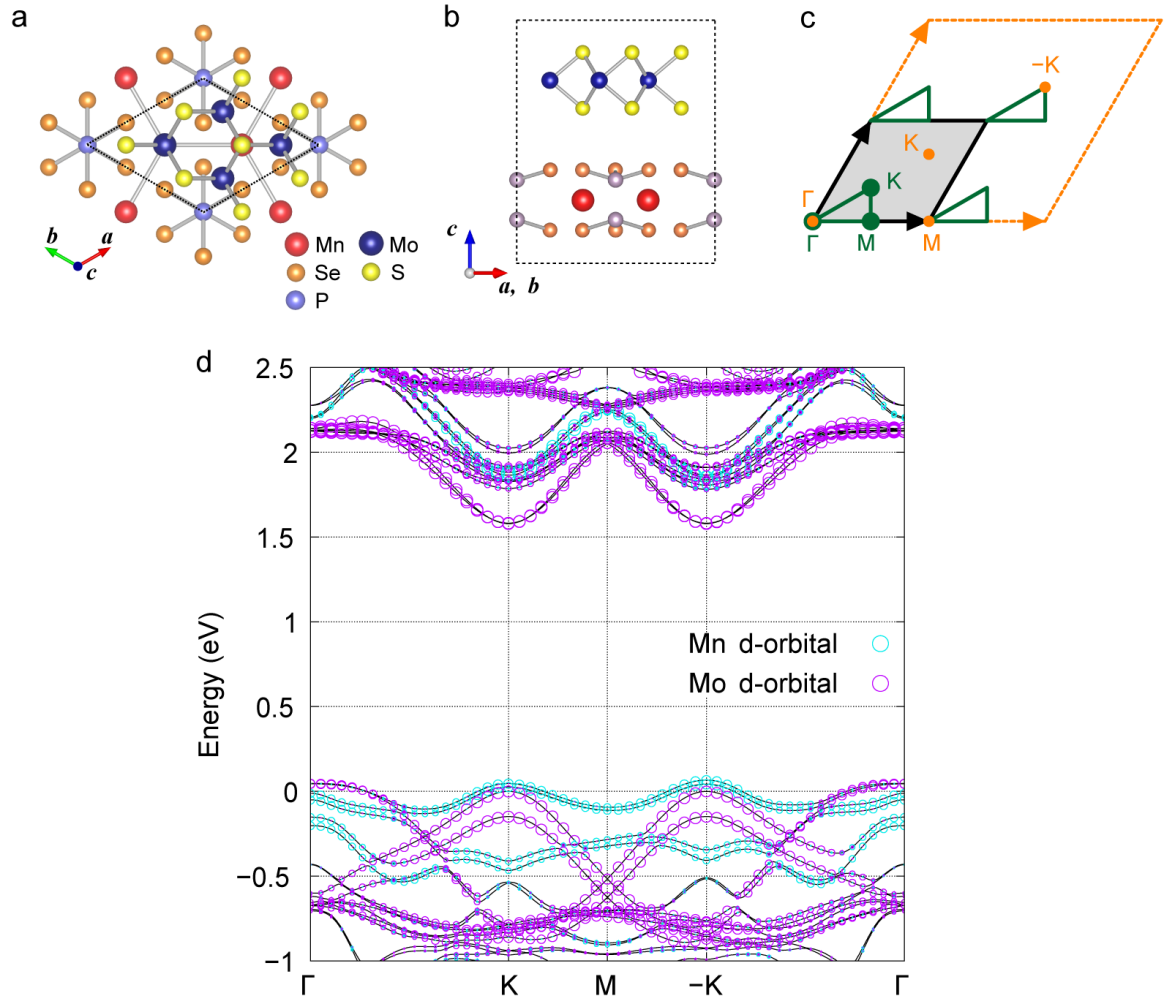 a
b
a
c
Mn
Mo
Se
S
P
b
c
a, b
c
−K
K
Γ
K
Γ
M
M
d
2.5
2
1.5
1
0.5
0
−0.5
−1
Energy (eV)
Mn d-orbital
Mo d-orbital
Γ
K
M
−K
Γ